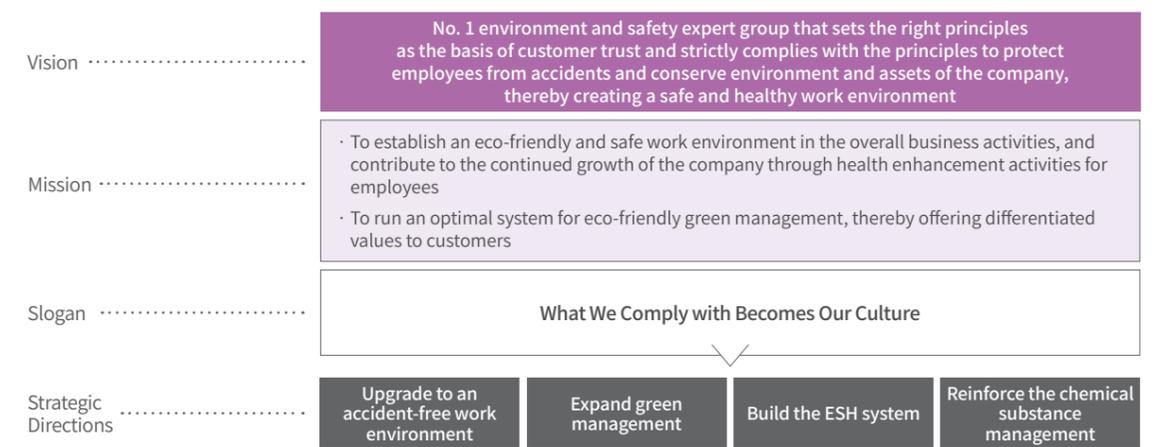 Vision
No. 1 environment and safety expert group that sets the right principles
as the basis of customer trust and strictly complies with the principles to protect
employees from accidents and conserve environment and assets of the company,
thereby creating a safe and healthy work environment
Mission
· To establish an eco-friendly and safe work environment in the overall business activities, and
contribute to the continued growth of the company through health enhancement activities for
employees
· To run an optimal system for eco-friendly green management, thereby offering differentiated
values to customers
Slogan
What We Comply with Becomes Our Culture
Strategic
Directions
Upgrade to an
accident-free work
environment
Expand green
management
Build the ESH system
Reinforce the chemical
substance
management